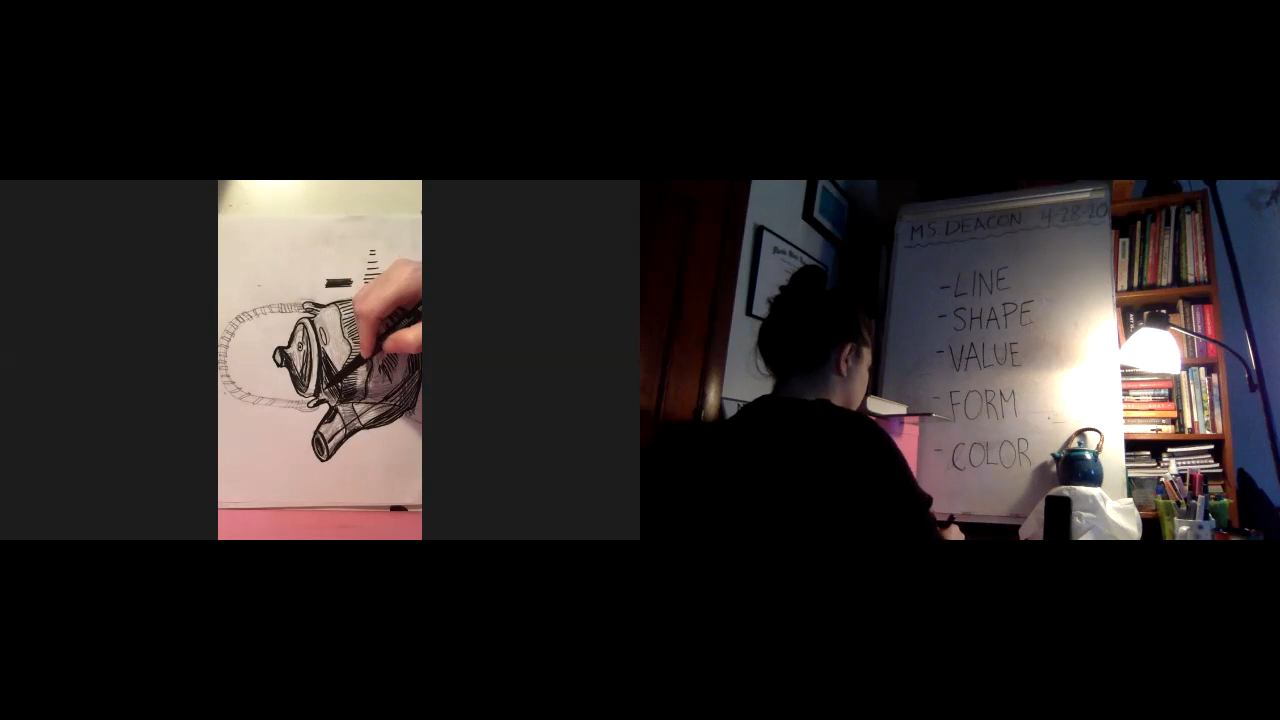 MS. DEACON 4-28-20
-LINE
-SHAPE
-VALUE
-FORM
-COLOR